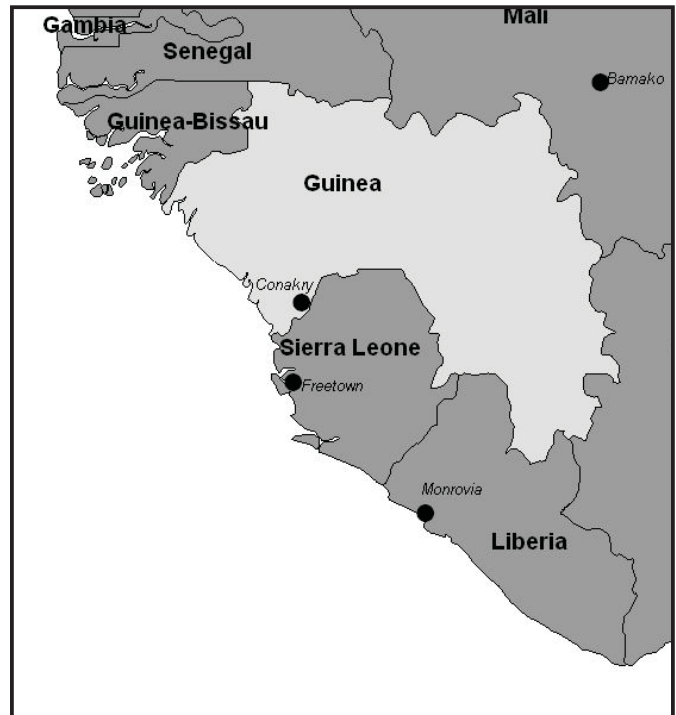 Mali
Gambia
Senegal
Bamako
Guinea-Bissau
Guinea
Conakry
Sierra Leone
Freetown
Monrovia
Liberia